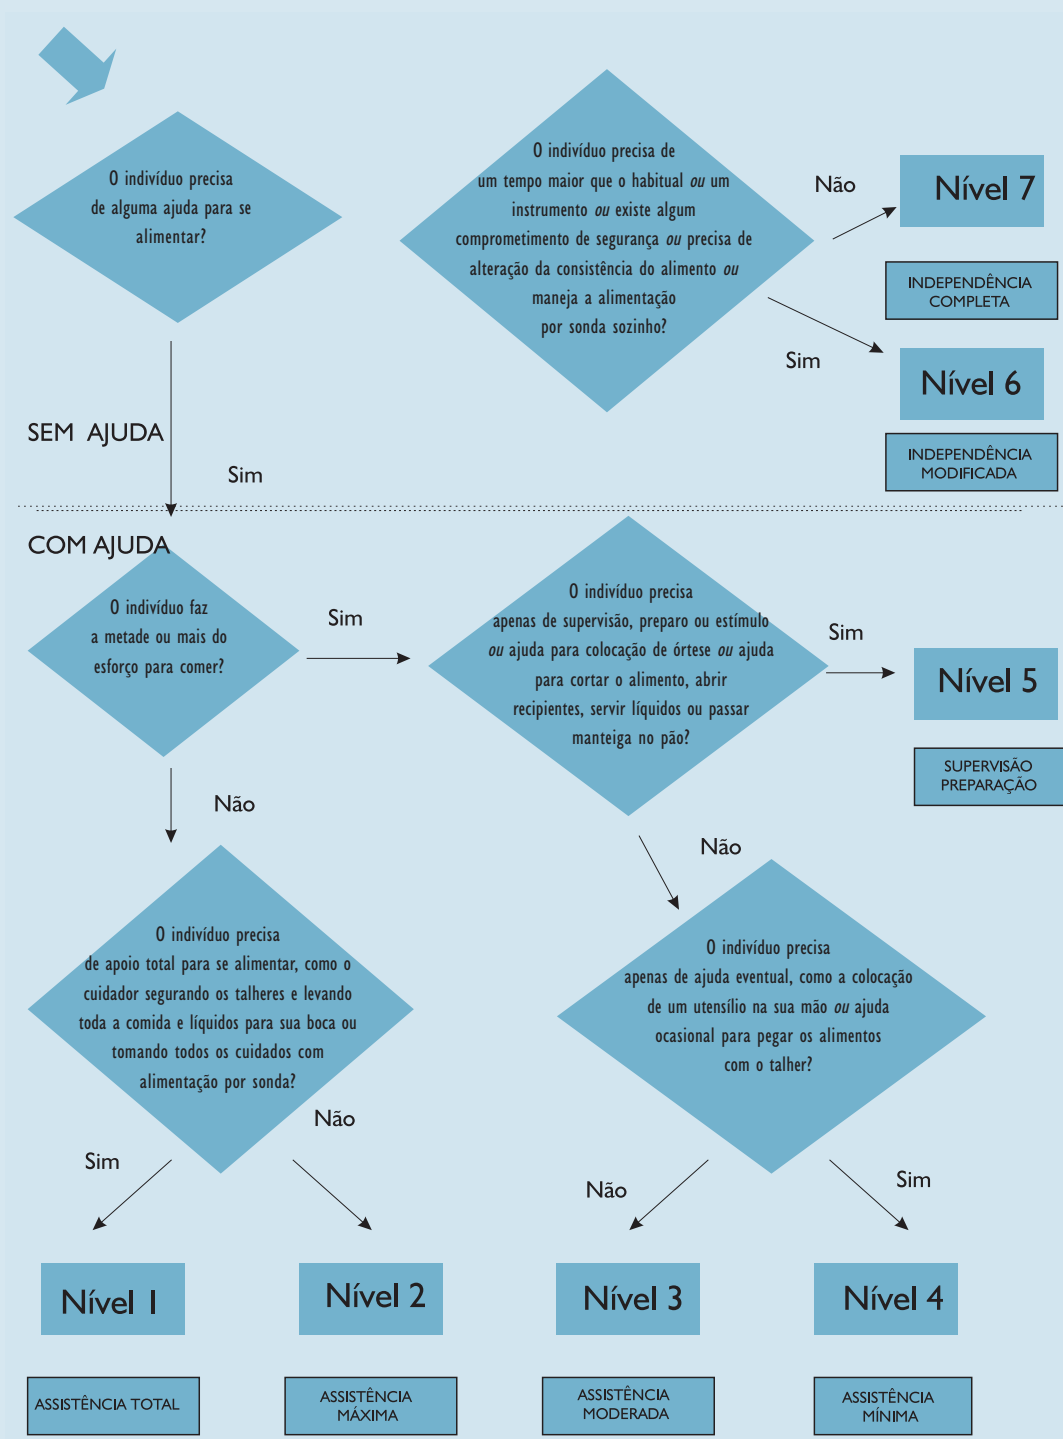 O indivíduo precisa
de alguma ajuda para se
alimentar?
O indivíduo precisa de
um tempo maior que o habitual ou um
instrumento ou existe algum
comprometimento de segurança ou precisa de
alteração da consistência do alimento ou
maneja a alimentação
por sonda sozinho?
Não
Nível 7
INDEPENDÊNCIA
COMPLETA
Sim
Nível 6
INDEPENDÊNCIA
MODIFICADA
SEM AJUDA
Sim
COM AJUDA
O indivíduo faz
a metade ou mais do
esforço para comer?
Sim
O indivíduo precisa
apenas de supervisão, preparo ou estímulo
ou ajuda para colocação de órtese ou ajuda
para cortar o alimento, abrir
recipientes, servir líquidos ou passar
manteiga no pão?
Sim
Nível 5
SUPERVISÃO
PREPARAÇÃO
Não
Não
O indivíduo precisa
de apoio total para se alimentar, como o
cuidador segurando os talheres e levando
toda a comida e líquidos para sua boca ou
tomando todos os cuidados com
alimentação por sonda?
O indivíduo precisa
apenas de ajuda eventual, como a colocação
de um utensílio na sua mão ou ajuda
ocasional para pegar os alimentos
com o talher?
Sim
Não
Não
Sim
Nível 1
Nível 2
Nível 3
Nível 4
ASSISTÊNCIA TOTAL
ASSISTÊNCIA
MÁXIMA
ASSISTÊNCIA
MODERADA
ASSISTÊNCIA
MÍNIMA